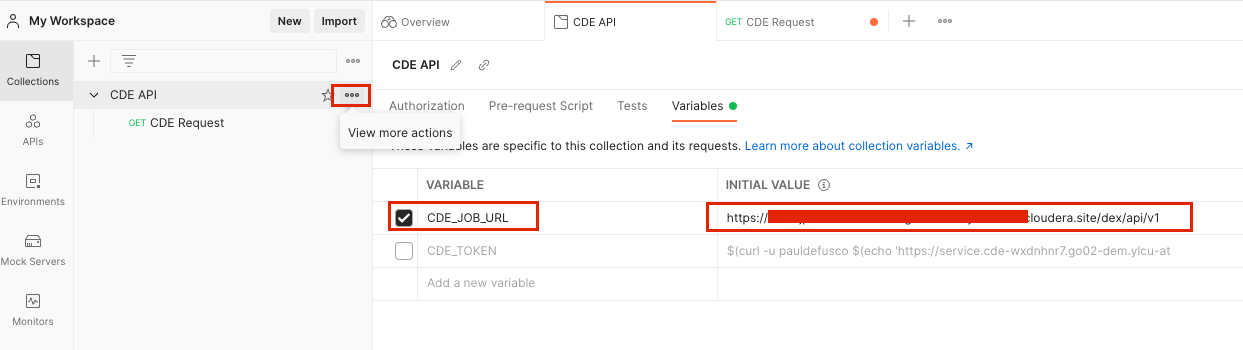 My Workspace
New
Import
Overview
CDE API
GET CDE Request
Collections
CDE API
CDE API
Authorization
Pre-request Script
Tests
Variables
GET CDE Request
View more actions
These variables are specific to this collection and its requests. Learn more about collection variables. ↗
APIs
VARIABLE
INITIAL VALUE
Environments
CDE_JOB_URL
https://
cloudera.site/dex/api/v1
Mock Servers
CDE_TOKEN
$(curl -u pauldefusco $(echo 'https://service.cde-wxdnhnr7.go02-dem.ylcu-at
Add a new variable
Monitors